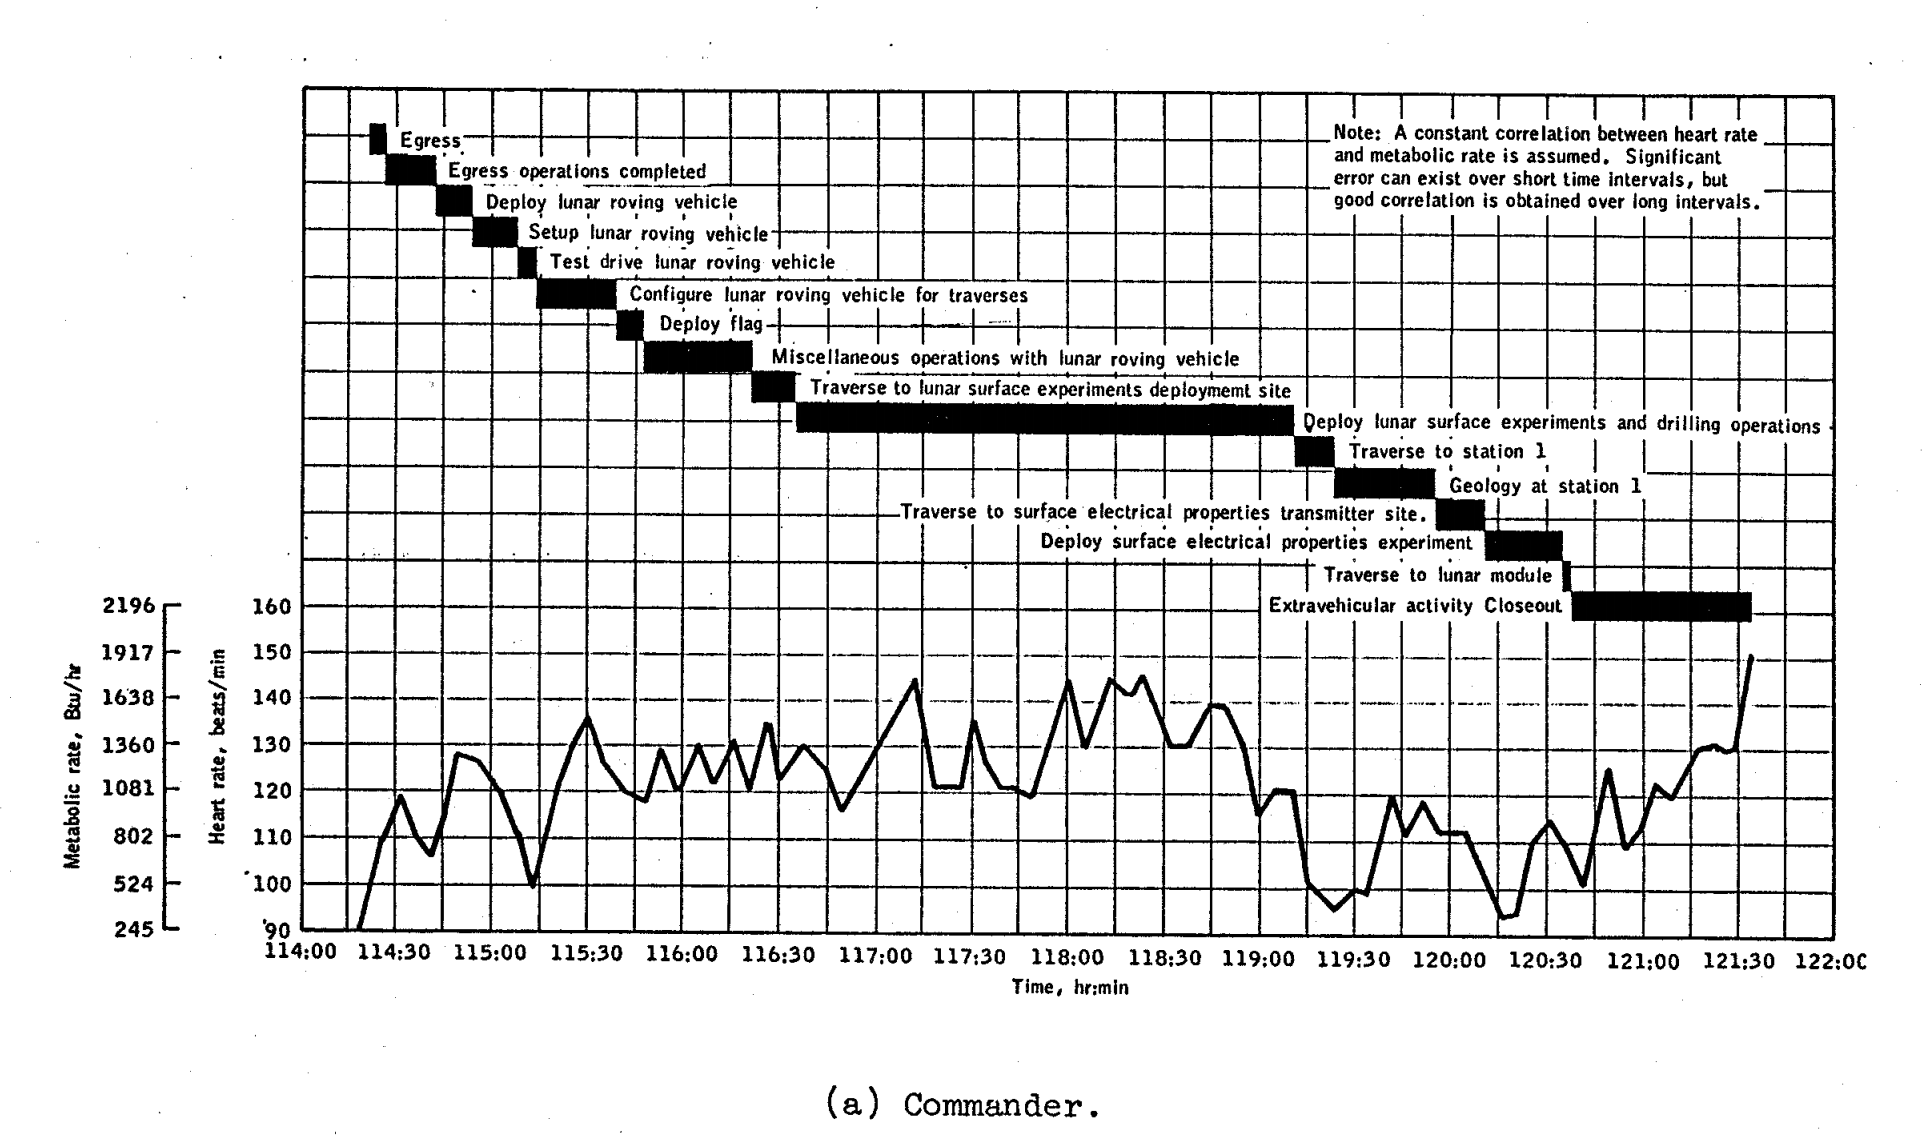 Egress
Note: A constant correlation between heart rate
and metabolic rate is assumed. Significant
error can exist over short time intervals, but
good correlation is obtained over long intervals.
Egress operations completed
Deploy lunar roving vehicle
Setup lunar roving vehicle
Test drive lunar roving vehicle
Configure lunar roving vehicle for traverses
Deploy flag
Miscellaneous operations with lunar roving vehicle
Traverse to lunar surface experiments deploymemt site
Deploy lunar surface experiments and drilling operations
Traverse to station 1
Geology at station 1
Traverse to surface electrical properties transmitter site.
Deploy surface electrical properties experiment
Traverse to lunar module
Extravehicular activity Closeout
Metabolic rate, Btu/hr
2196
1917
1638
1360
1081
802
524
245
Heart rate, beats/min
160
150
140
130
120
110
100
90
114:00 114:30 115:00 115:30 116:00 116:30 117:00 117:30 118:00 118:30 119:00 119:30 120:00 120:30 121:00 121:30 122:00
Time, hr:min
(a) Commander.